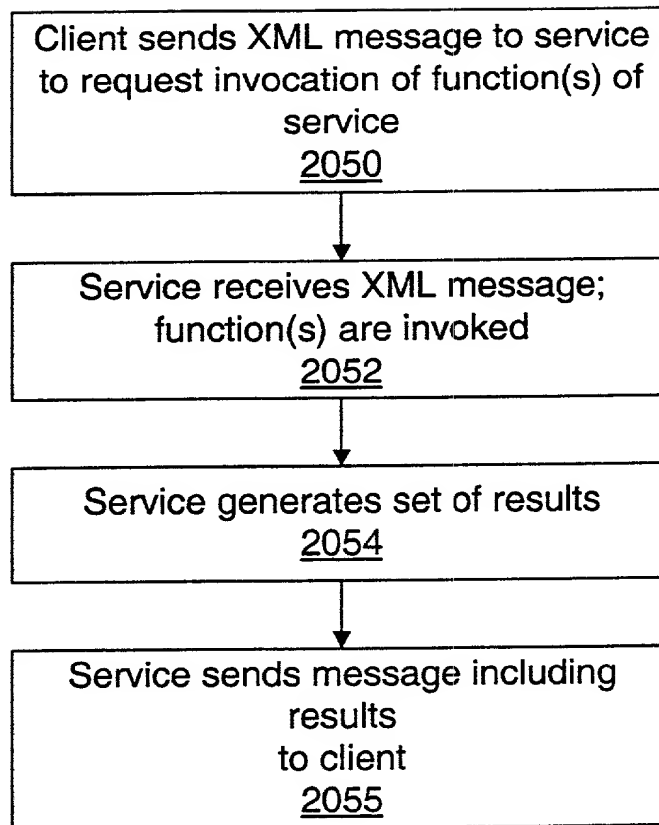 Client sends XML message to service
to request invocation of function(s) of
service
2050
Service receives XML message;
function(s) are invoked
2052
Service generates set of results
2054
Service sends message including
results
to client
2055